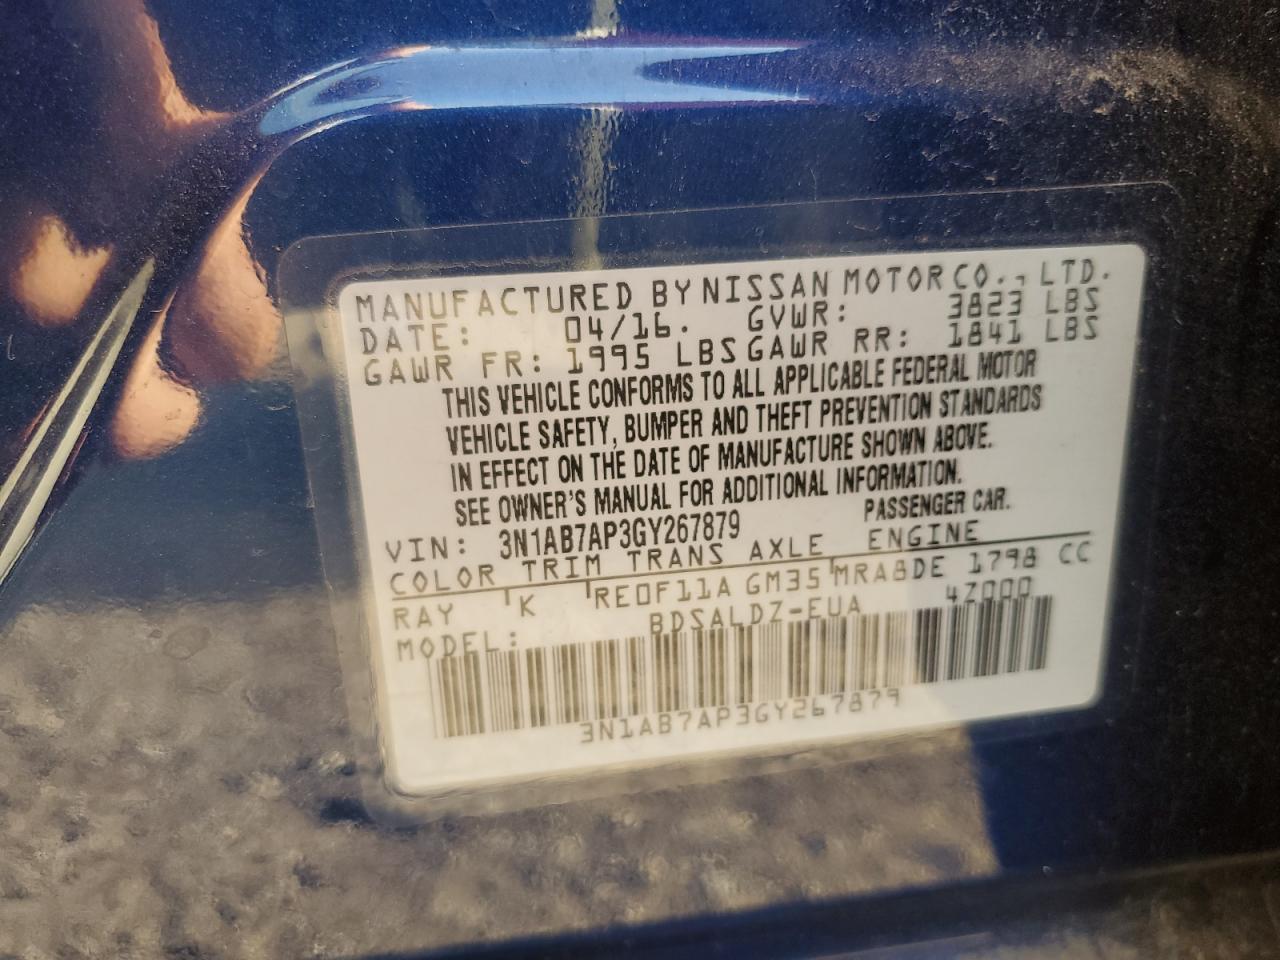 MANUFACTURED BY NISSAN MOTOR CO., LTD.
DATE: 04/16. GVWR: 3823 LBS
GAWR FR: 1995 LBS GAWR RR: 1841 LBS
THIS VEHICLE CONFORMS TO ALL APPLICABLE FEDERAL MOTOR
VEHICLE SAFETY, BUMPER AND THEFT PREVENTION STANDARDS
IN EFFECT ON THE DATE OF MANUFACTURE SHOWN ABOVE.
SEE OWNER'S MANUAL FOR ADDITIONAL INFORMATION.
VIN: 3N1AB7AP3GY267879 PASSENGER CAR.
COLOR TRIM TRANS AXLE ENGINE
RAY K RE0F11A GM35 MRA8DE 1798 CC
MODEL: BDSALDZ-EUA 4Z000
3N1AB7AP3GY267879